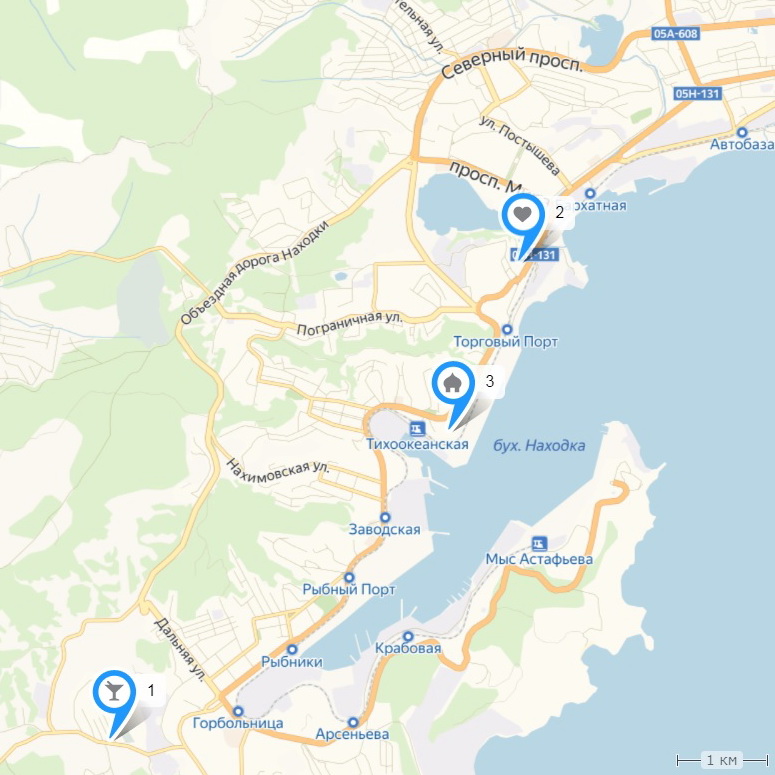 тельная ул.
05А-608
Северный просп.
05Н-131
ул. Постышева
Автобаза
просп. М
архатная
2
Объездная дорога Находки
Н-131
Пограничная ул.
Торговый Порт
3
Тихоокеанская
бух. Находка
Нахимовская ул.
Заводская
Мыс Астафьева
Рыбный Порт
Дальняя ул.
Крабовая
Рыбники
1
Горбольница
Арсеньева
1 км